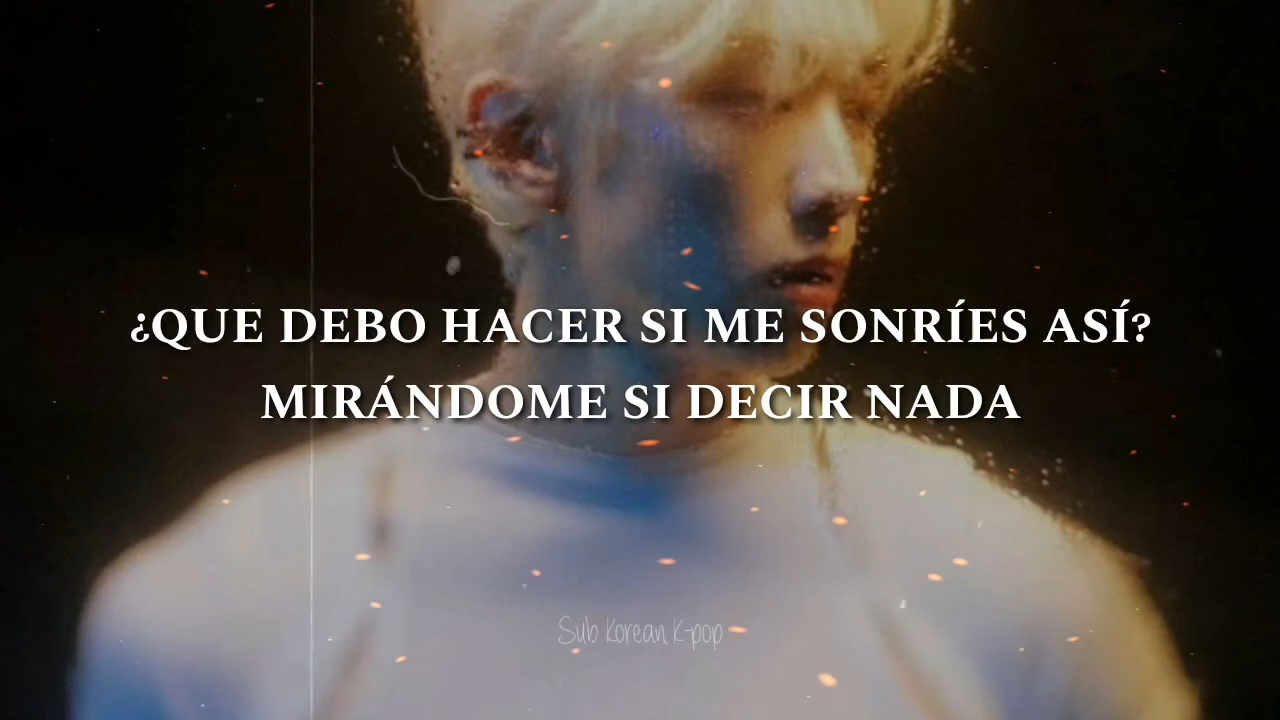 ¿QUE DEBO HACER SI ME SONRÍES ASÍ?
MIRÁNDOME SI DECIR NADA
Sub Korean K-pop